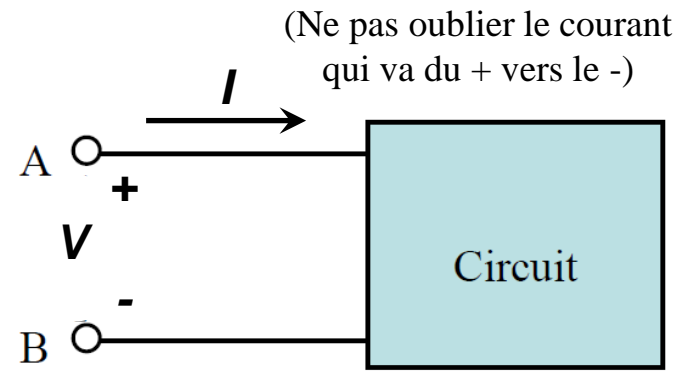 (Ne pas oublier le courant
qui va du + vers le -)
I
A
+
V
Circuit
-
B